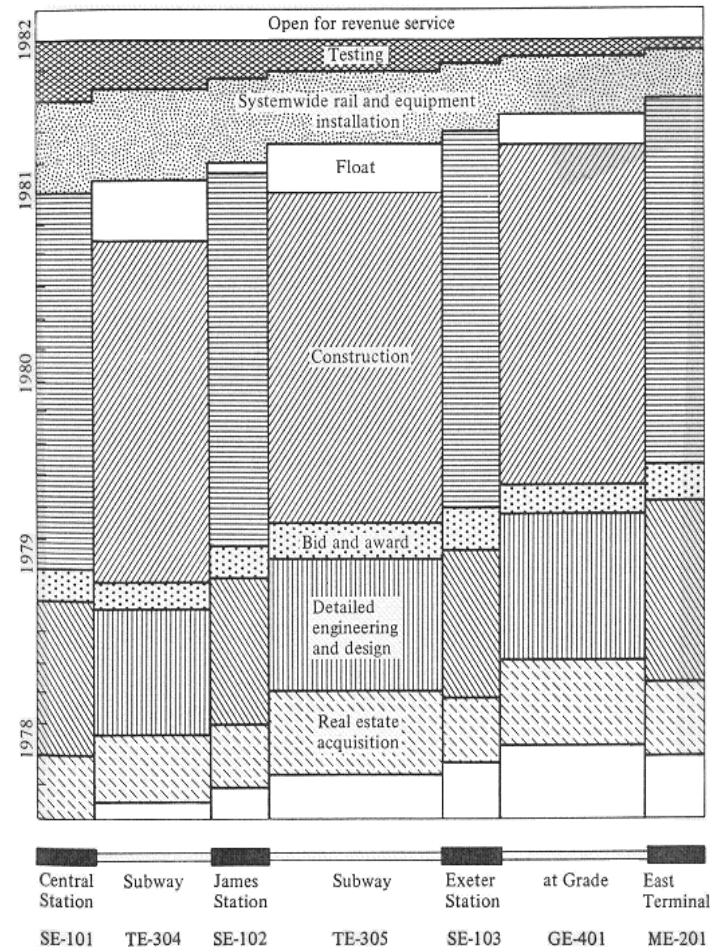 1982
Open for revenue service
Testing
Systemwide rail and equipment
installation
1981
Float
1980
Construction
1979
Bid and award
Detailed
engineering
and design
Real estate
acquisition
1978
Central
Station
Subway
James
Station
Subway
Exeter
Station
at Grade
East
Terminal
SE-101
TE-304
SE-102
TE-305
SE-103
GE-401
ME-201